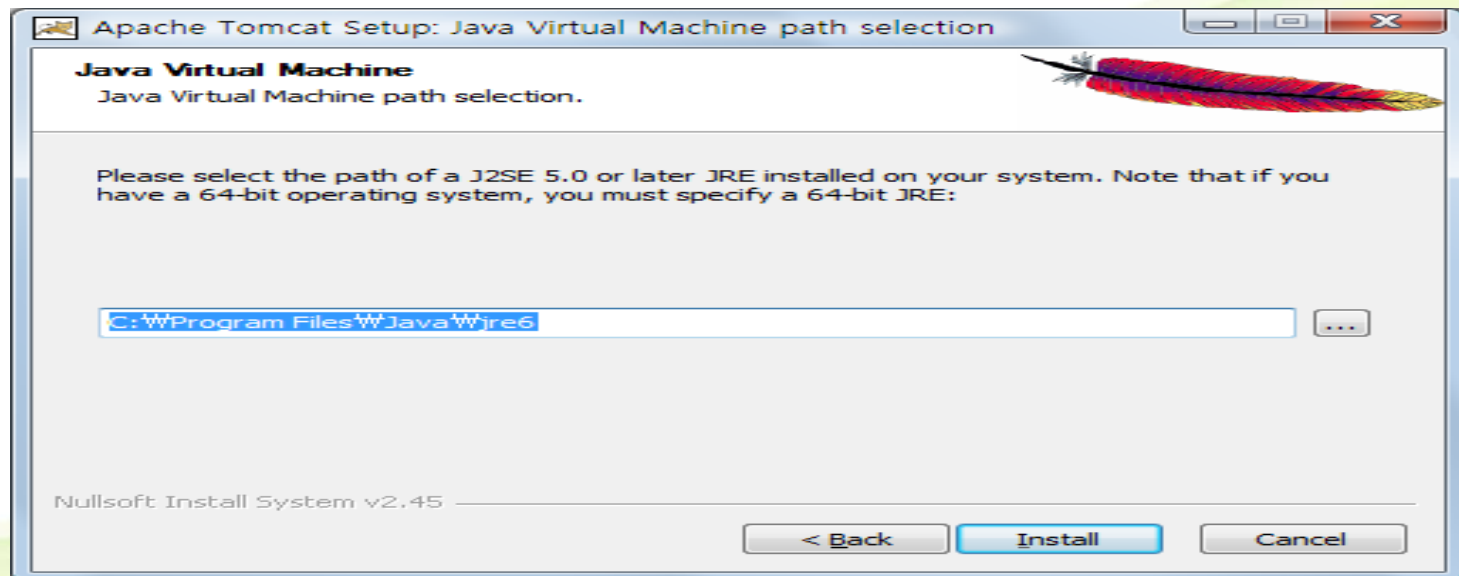 Apache Tomcat Setup: Java Virtual Machine path selection
Java Virtual Machine
Java Virtual Machine path selection.
Please select the path of a J2SE 5.0 or later JRE installed on your system. Note that if you
have a 64-bit operating system, you must specify a 64-bit JRE:
C:₩Program Files₩Java₩jre6
...
Nullsoft Install System v2.45
< Back
Install
Cancel